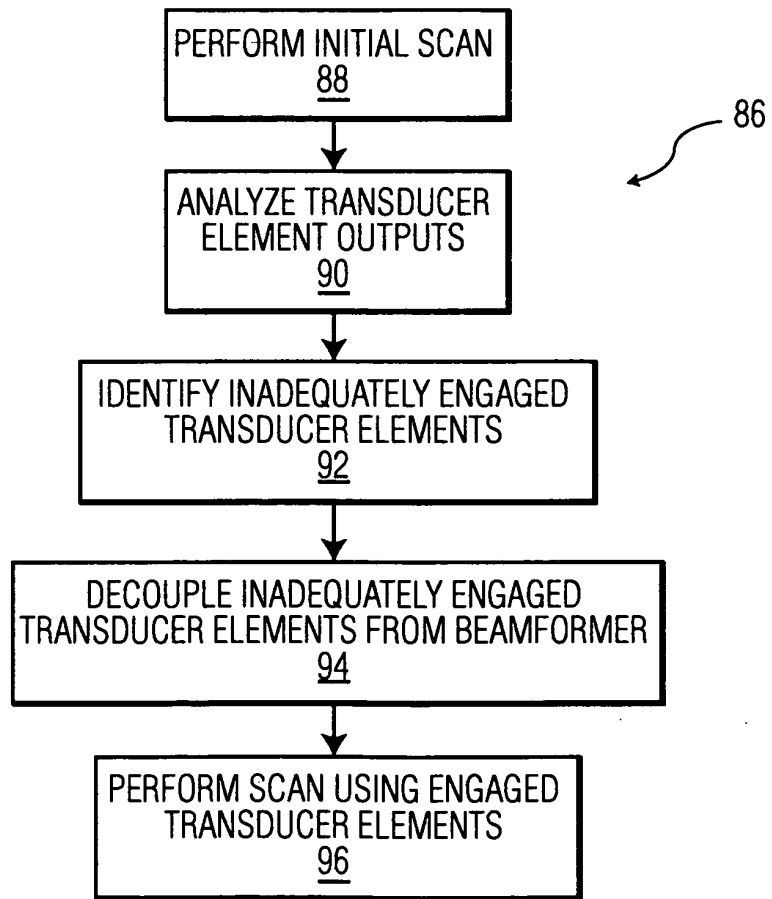 PERFORM INITIAL SCAN
88
86
ANALYZE TRANSDUCER
ELEMENT OUTPUTS
90
IDENTIFY INADEQUATELY ENGAGED
TRANSDUCER ELEMENTS
92
DECOUPLE INADEQUATELY ENGAGED
TRANSDUCER ELEMENTS FROM BEAMFORMER
94
PERFORM SCAN USING ENGAGED
TRANSDUCER ELEMENTS
96